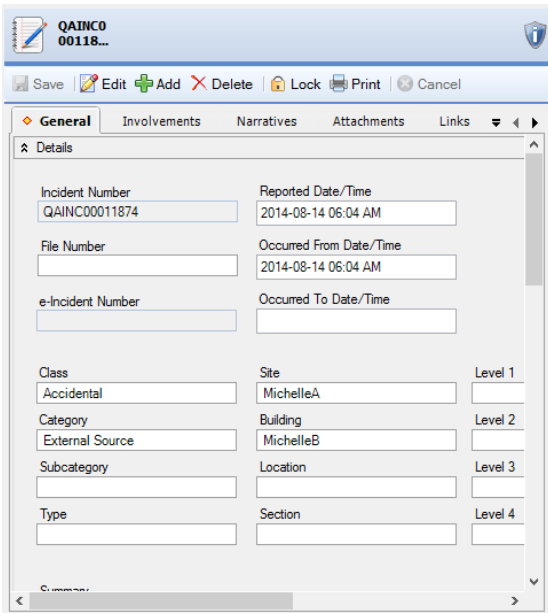 QAINC0
00118...
Save Edit Add Delete Lock Print Cancel
General Involvements Narratives Attachments Links
Details
Incident Number Reported Date/Time
QAINC00011874 2014-08-14 06:04 AM
File Number Occurred From Date/Time
2014-08-14 06:04 AM
e-Incident Number Occurred To Date/Time
Class Site Level 1
Accidental MichelleA
Category Building Level 2
External Source MichelleB
Subcategory Location Level 3
Type Section Level 4
Summary